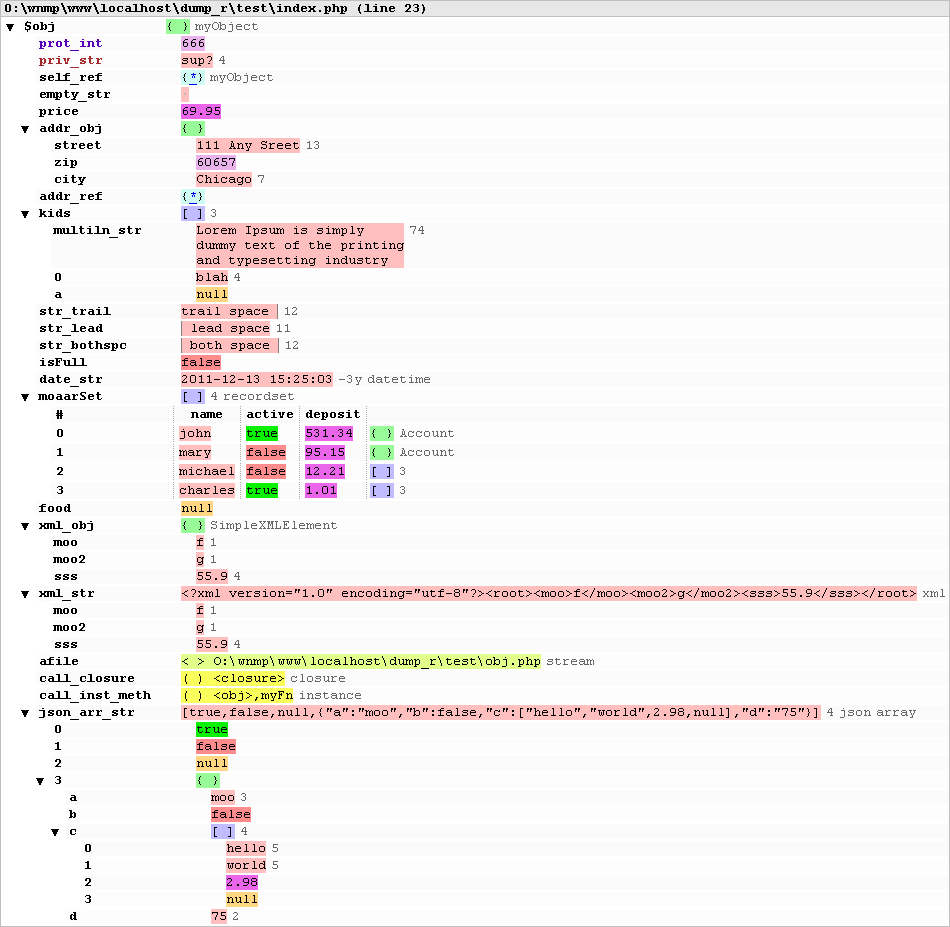 O:\wnmp\www\localhost\dump_r\test\index.php (line 23)
▼ $obj { } myObject
prot_int 666
priv_str sup? 4
self_ref {*} myObject
empty_str
price 69.95
▼ addr_obj { }
street 111 Any Sreet 13
zip 60657
city Chicago 7
addr_ref {*}
▼ kids [ ] 3
multiln_str Lorem Ipsum is simply 74
dummy text of the printing
and typesetting industry
0 blah 4
a null
str_trail trail space 12
str_lead lead space 11
str_bothspc both space 12
isFull false
date_str 2011-12-13 15:25:03 -3y datetime
▼ moaarSet [ ] 4 recordset
# name active deposit
0 john true 531.34 { } Account
1 mary false 95.15 { } Account
2 michael false 12.21 [ ] 3
3 charles true 1.01 [ ] 3
food null
▼ xml_obj { } SimpleXMLElement
moo f 1
moo2 g 1
sss 55.9 4
▼ xml_str <?xml version="1.0" encoding="utf-8"?><root><moo>f</moo><moo2>g</moo2><sss>55.9</sss></root> xml
moo f 1
moo2 g 1
sss 55.9 4
afile < > O:\wnmp\www\localhost\dump_r\test\obj.php stream
call_closure ( ) <closure> closure
call_inst_meth ( ) <obj>,myFn instance
▼ json_arr_str [true,false,null,{"a":"moo","b":false,"c":["hello","world",2.98,null],"d":"75"}] 4 json array
0 true
1 false
2 null
▼ 3 { }
a moo 3
b false
▼ c [ ] 4
0 hello 5
1 world 5
2 2.98
3 null
d 75 2